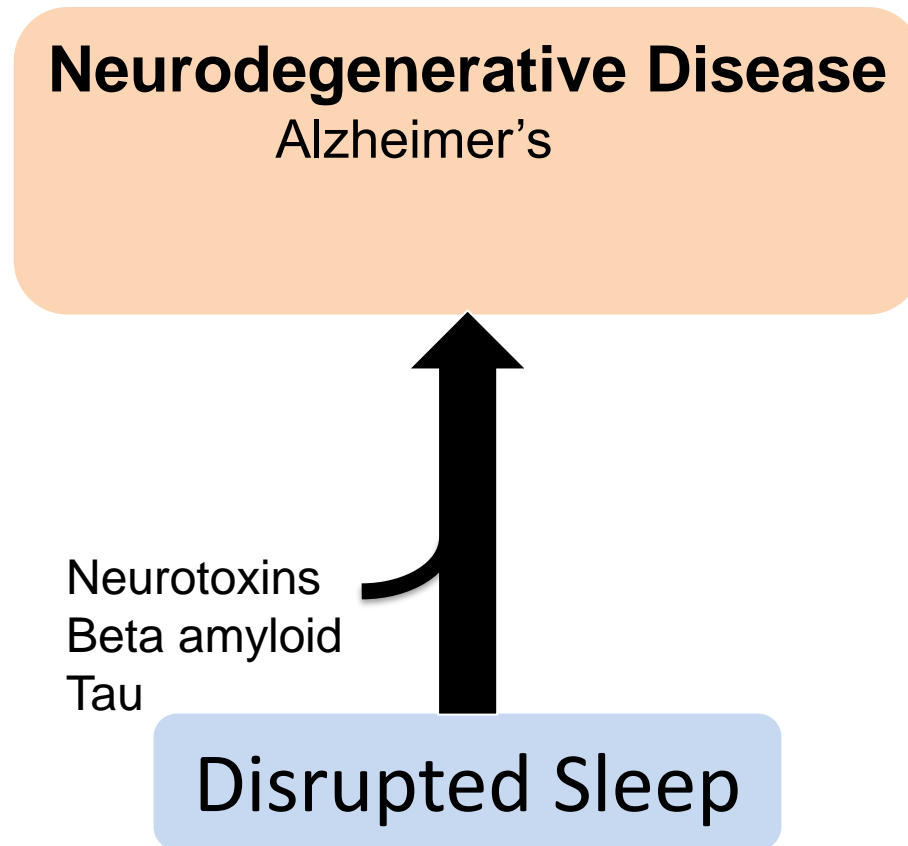 Neurodegenerative Disease
Alzheimer’s
Neurotoxins
Beta amyloid
Tau
Disrupted Sleep